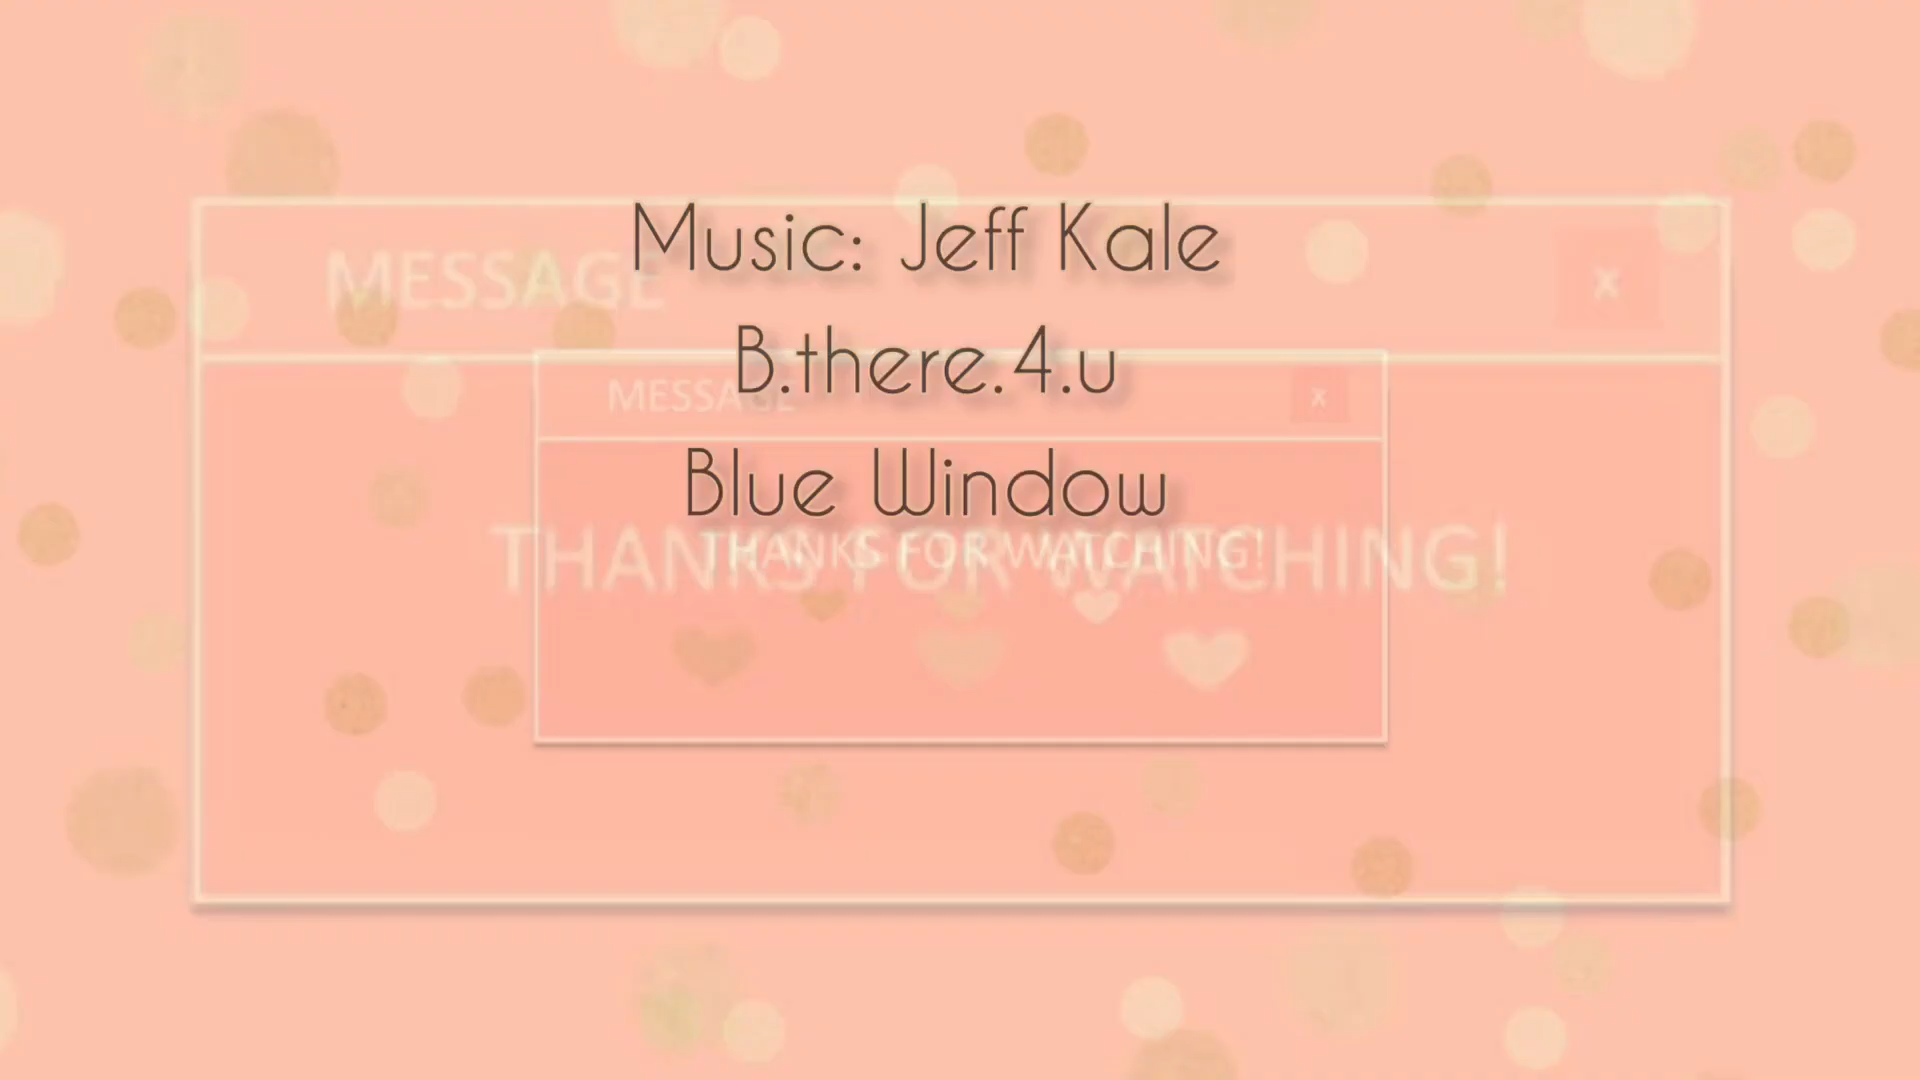 Music: Jeff Kale
MESSAGE x
B.there.4.u
MESSAGE x
Blue Window
THANKS FOR WATCHING!
THANKS FOR WATCHING!